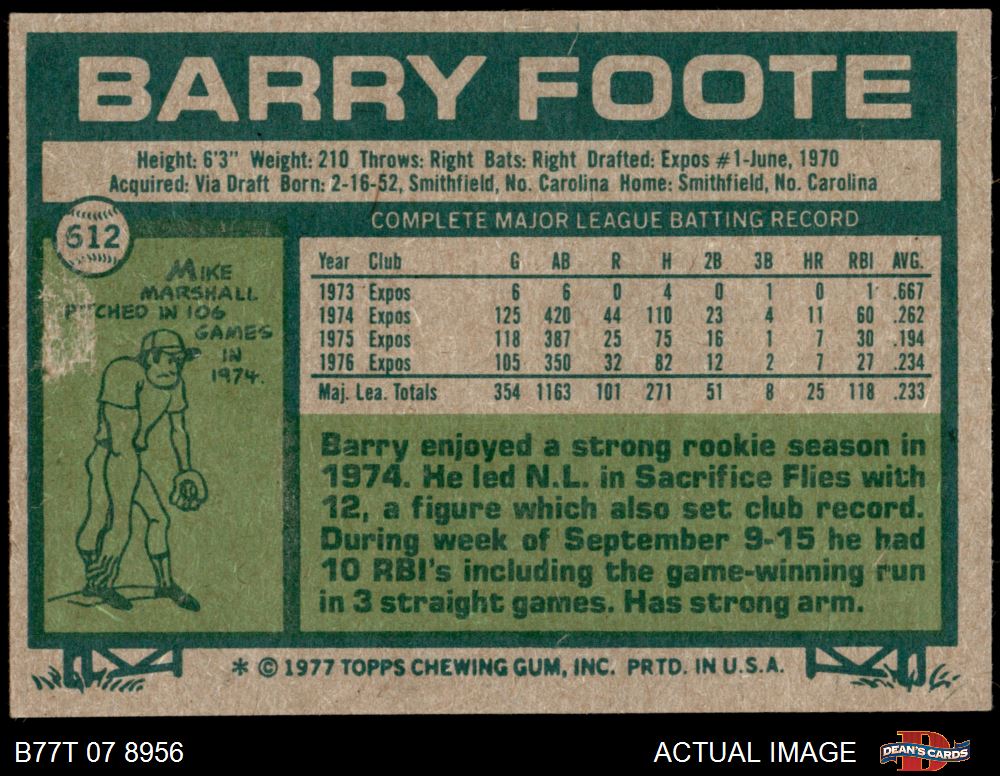 BARRY FOOTE
Height: 6'3" Weight: 210 Throws: Right Bats: Right Drafted: Expos #1-June, 1970
Acquired: Via Draft Born: 2-16-52, Smithfield, No. Carolina Home: Smithfield, No. Carolina
612
MIKE
MARSHALL
PITCHED IN 106
GAMES
IN
1974.
COMPLETE MAJOR LEAGUE BATTING RECORD
Year Club G AB R H 2B 3B HR RBI AVG.
1973 Expos 6 6 0 4 0 1 0 1 .667
1974 Expos 125 420 44 110 23 4 11 60 .262
1975 Expos 118 387 25 75 16 1 7 30 .194
1976 Expos 105 350 32 82 12 2 7 27 .234
Maj. Lea. Totals 354 1163 101 271 51 8 25 118 .233
Barry enjoyed a strong rookie season in
1974. He led N.L. in Sacrifice Flies with
12, a figure which also set club record.
During week of September 9-15 he had
10 RBI's including the game-winning run
in 3 straight games. Has strong arm.
* © 1977 TOPPS CHEWING GUM, INC. PRTD. IN U.S.A.
B77T 07 8956
ACTUAL IMAGE
DEAN'S CARDS